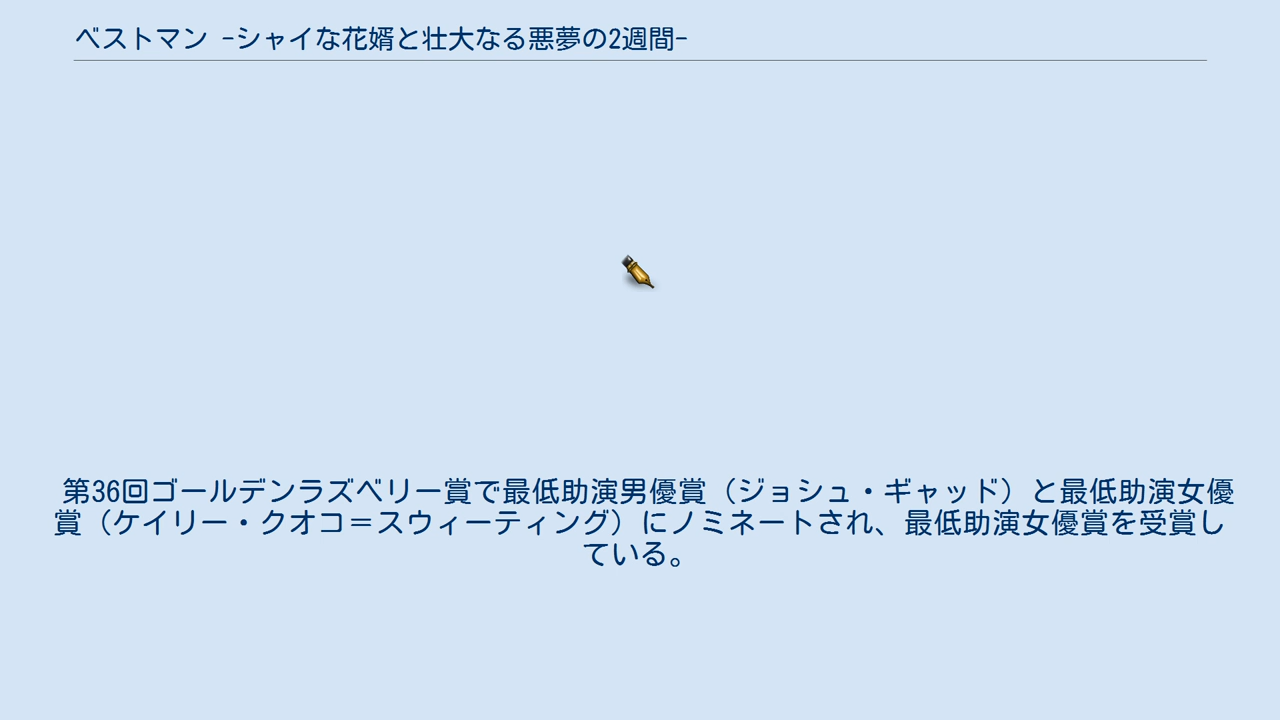 ベストマン -シャイな花婿と壮大なる悪夢の2週間-
第36回ゴールデンラズベリー賞で最低助演男優賞（ジョシュ・ギャッド）と最低助演女優
賞（ケイリー・クオコ＝スウィーティング）にノミネートされ、最低助演女優賞を受賞し
ている。